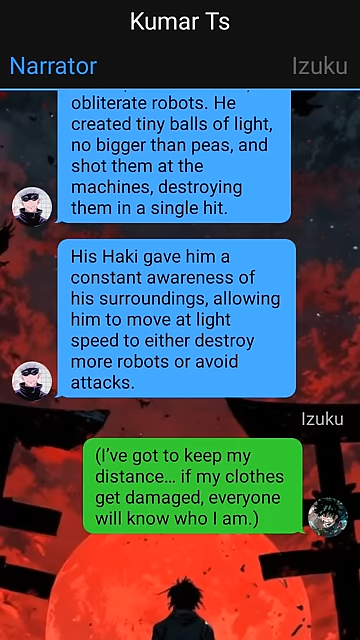 Kumar Ts
Narrator
Izuku
obliterate robots. He
created tiny balls of light,
no bigger than peas, and
shot them at the
machines, destroying
them in a single hit.
His Haki gave him a
constant awareness of
his surroundings, allowing
him to move at light
speed to either destroy
more robots or avoid
attacks.
Izuku
(I’ve got to keep my
distance... if my clothes
get damaged, everyone
will know who I am.)